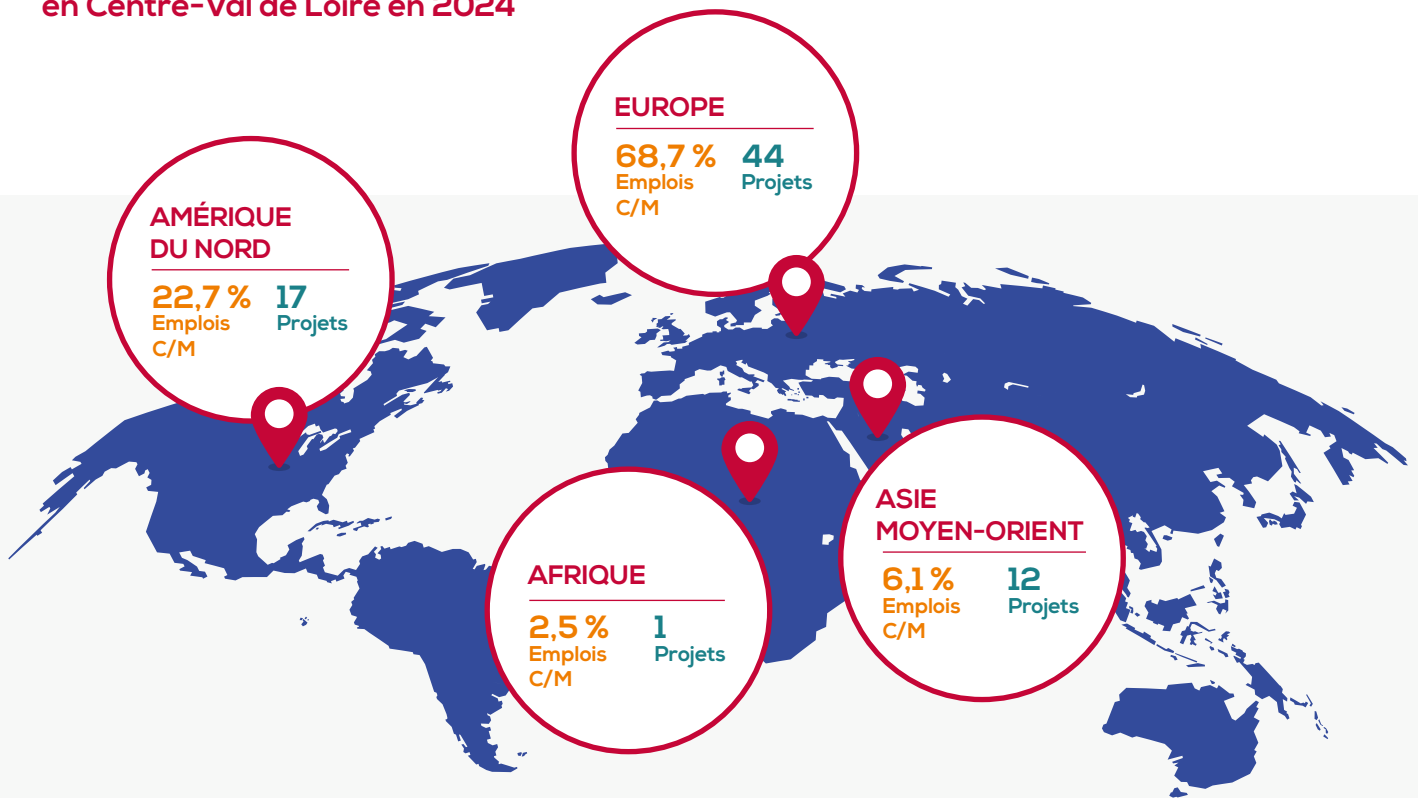 en Centre-Val de Loire en 2024
EUROPE
68,7 % 44
Emplois Projets
C/M
AMÉRIQUE
DU NORD
22,7 % 17
Emplois Projets
C/M
ASIE
MOYEN-ORIENT
6,1 % 12
Emplois Projets
C/M
AFRIQUE
2,5 % 1
Emplois Projets
C/M